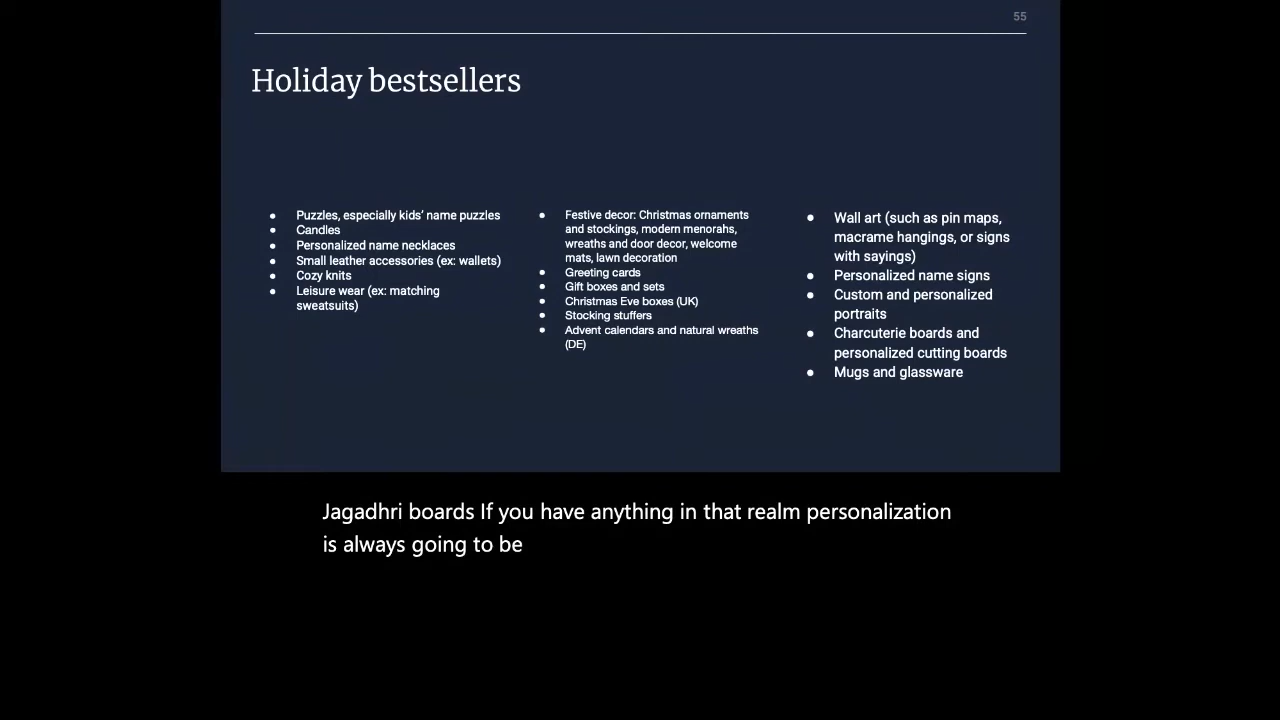 55
Holiday bestsellers
● Puzzles, especially kids' name puzzles
● Candles
● Personalized name necklaces
● Small leather accessories (ex: wallets)
● Cozy knits
● Leisure wear (ex: matching
sweatsuits)
● Festive decor: Christmas ornaments
and stockings, modern menorahs,
wreaths and door decor, welcome
mats, lawn decoration
● Greeting cards
● Gift boxes and sets
● Christmas Eve boxes (UK)
● Stocking stuffers
● Advent calendars and natural wreaths
(DE)
● Wall art (such as pin maps,
macrame hangings, or signs
with sayings)
● Personalized name signs
● Custom and personalized
portraits
● Charcuterie boards and
personalized cutting boards
● Mugs and glassware
Jagadhri boards If you have anything in that realm personalization
is always going to be